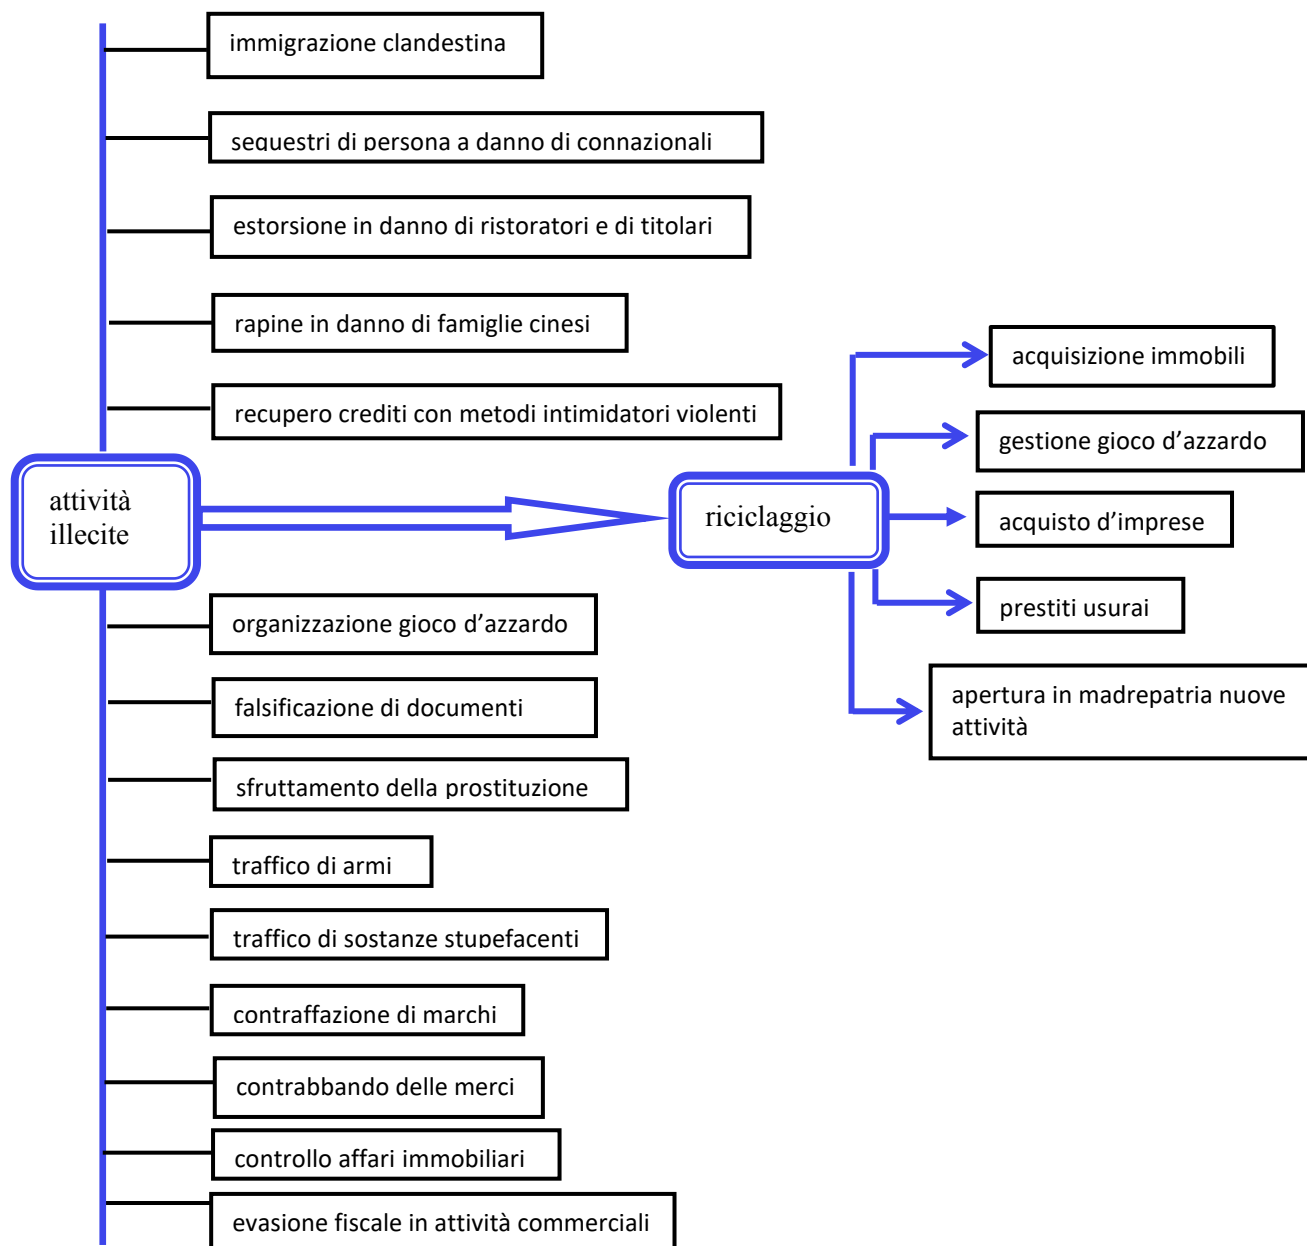 immigrazione clandestina
sequestri di persona a danno di connazionali
estorsione in danno di ristoratori e di titolari
rapine in danno di famiglie cinesi
recupero crediti con metodi intimidatori violenti
attività
illecite
organizzazione gioco d’azzardo
falsificazione di documenti
sfruttamento della prostituzione
traffico di armi
traffico di sostanze stupefacenti
contraffazione di marchi
contrabbando delle merci
controllo affari immobiliari
evasione fiscale in attività commerciali
riciclaggio
acquisizione immobili
gestione gioco d’azzardo
acquisto d’imprese
prestiti usurai
apertura in madrepatria nuove
attività